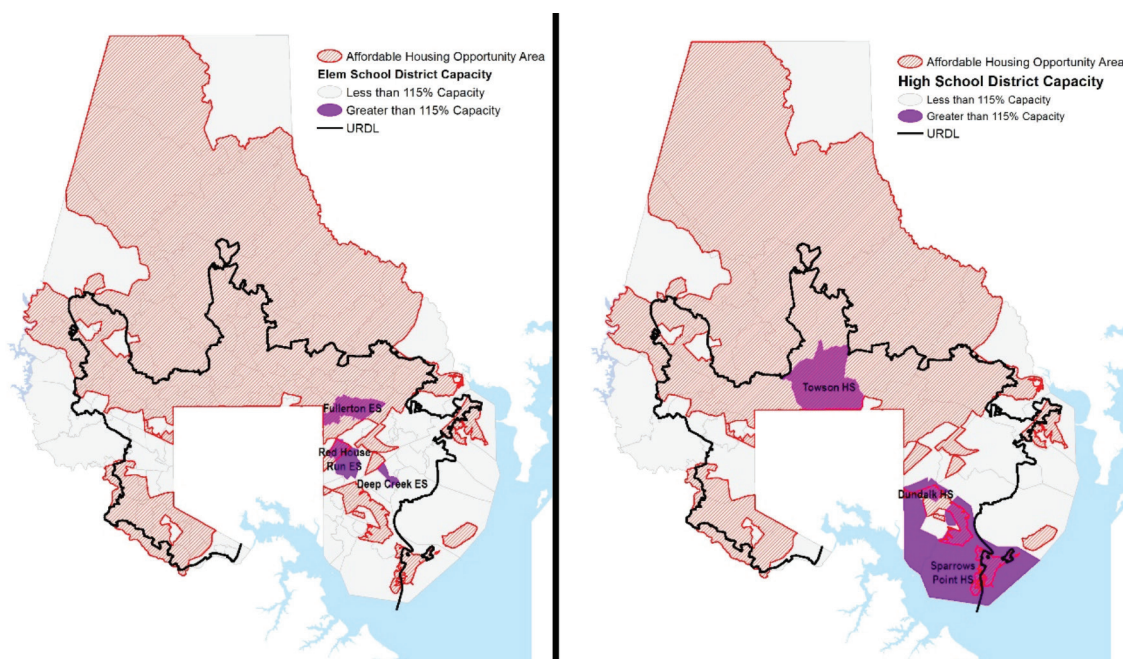 Affordable Housing Opportunity Area
Elem School District Capacity
Less than 115% Capacity
Greater than 115% Capacity
URDL
Fullerton ES
Red House
Run ES
Deep Creek ES
Affordable Housing Opportunity Area
High School District Capacity
Less than 115% Capacity
Greater than 115% Capacity
URDL
Towson HS
Dundalk HS
Sparrows
Point HS